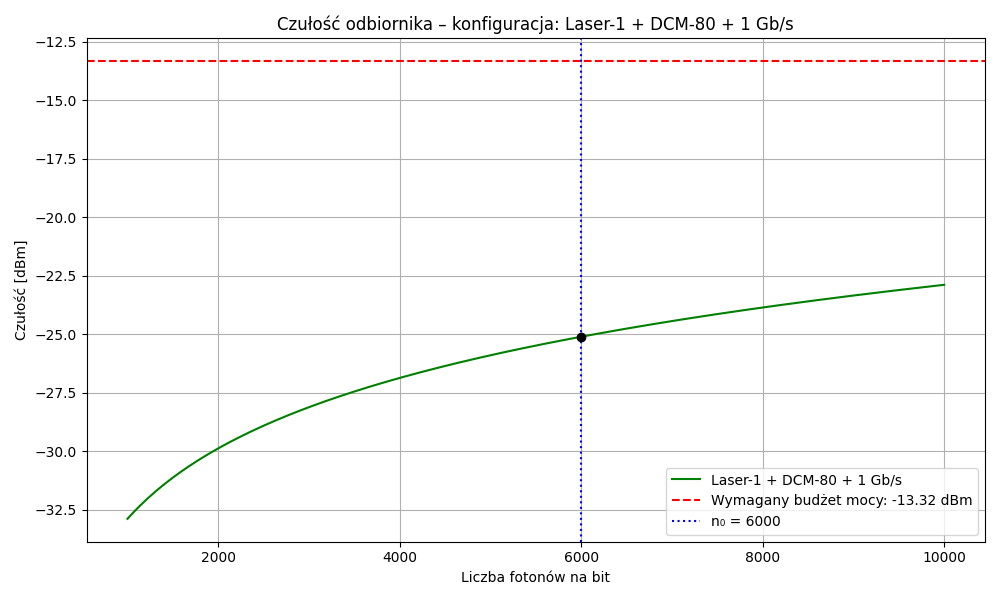 Czułość odbiornika – konfiguracja: Laser-1 + DCM-80 + 1 Gb/s
Czułość [dBm]
−12.5
−15.0
−17.5
−20.0
−22.5
−25.0
−27.5
−30.0
−32.5
Laser-1 + DCM-80 + 1 Gb/s
Wymagany budżet mocy: -13.32 dBm
n₀ = 6000
2000
4000
6000
8000
10000
Liczba fotonów na bit